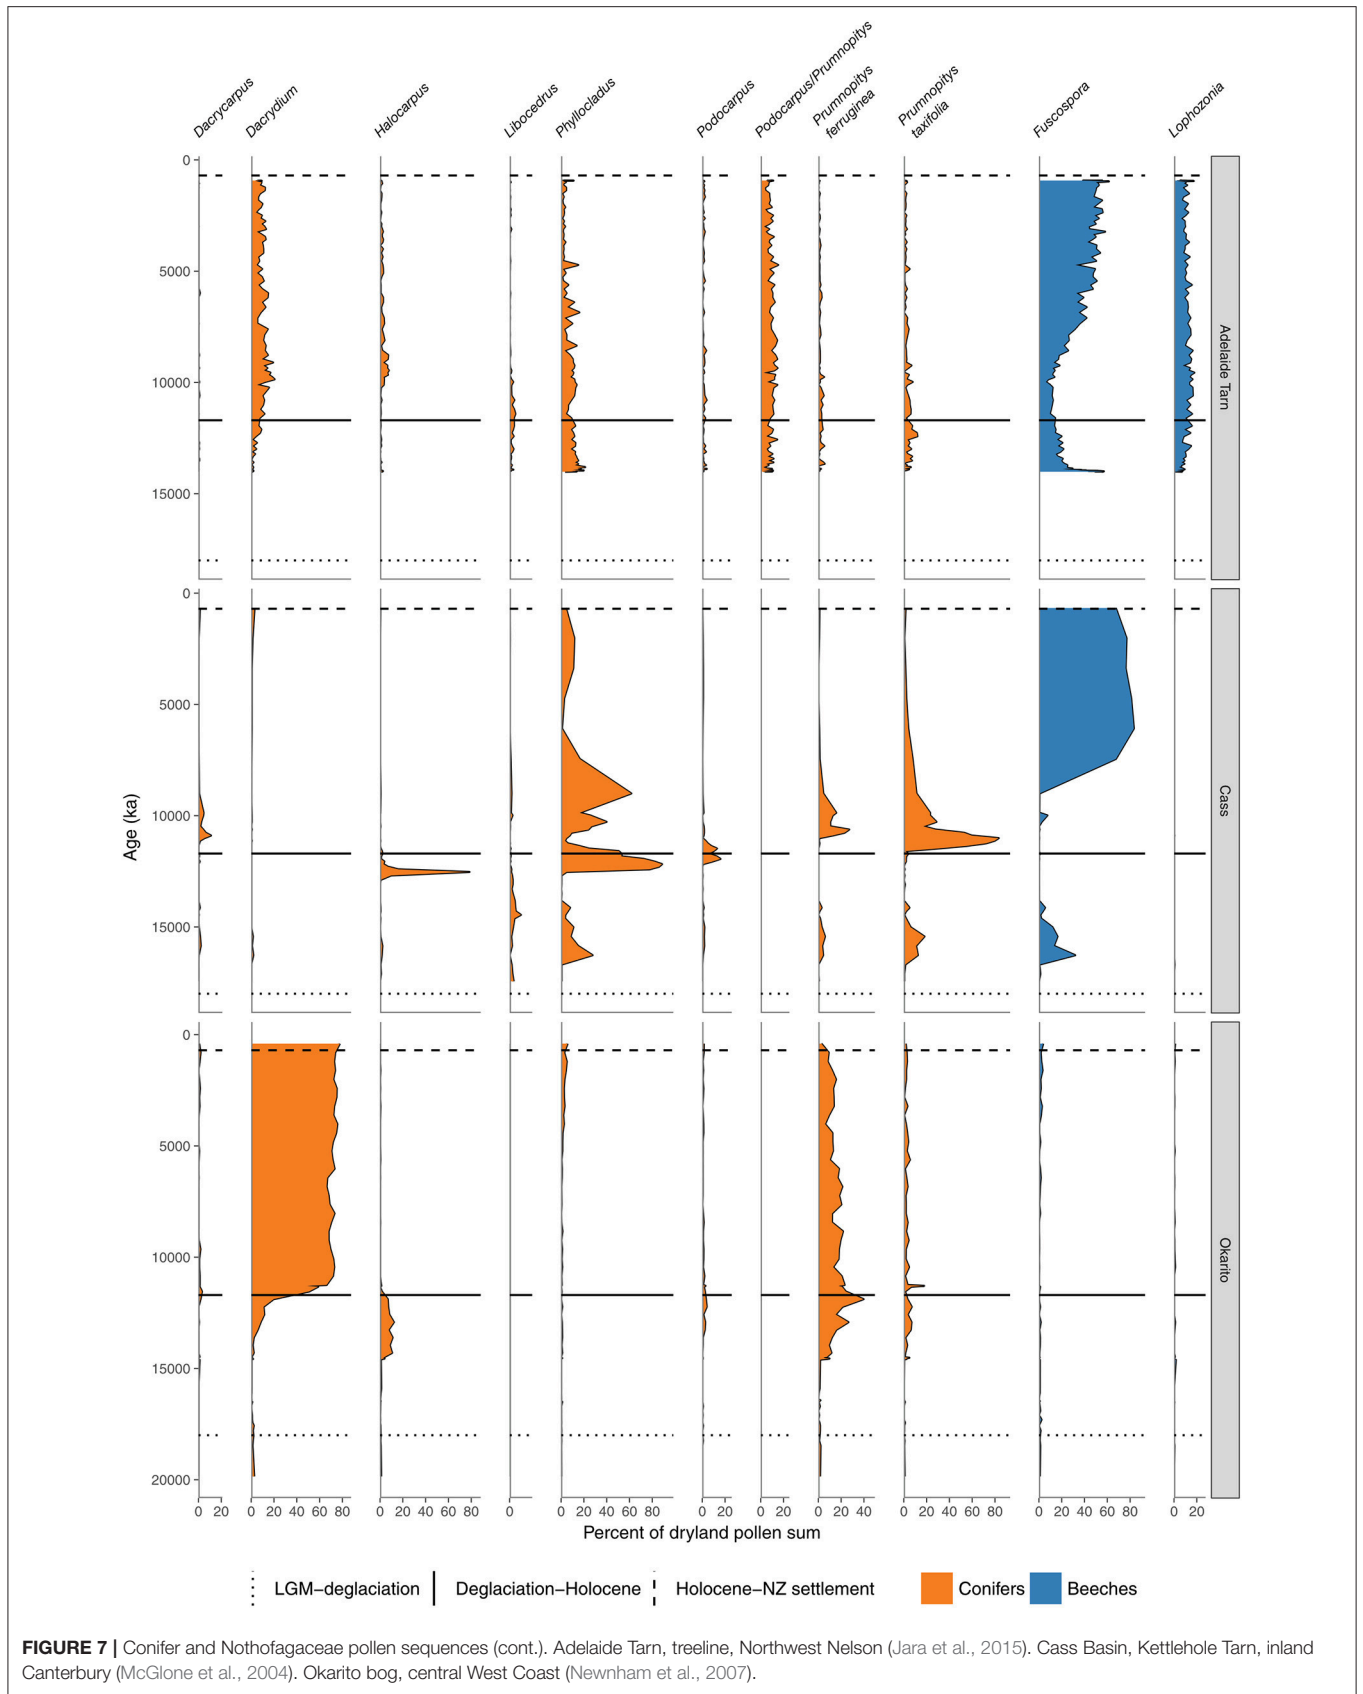 Dacrycarpus
Dacrydium
Halocarpus
Libocedrus
Phyllocladus
Podocarpus
Podocarpus/Prumnopitys
Prumnopitys
ferruginea
Prumnopitys
taxifolia
Fuscospora
Lophozonia
0
5000
10000
15000
Adelaide Tarn
0
5000
10000
15000
Cass
Age (ka)
0
5000
10000
15000
20000
Okarito
0 20 0 20 40 60 80 0 20 40 60 80 0 0 20 40 60 80 0 20 0 20 0 20 40 0 20 40 60 80 0 20 40 60 80 0 20
Percent of dryland pollen sum
LGM–deglaciation Deglaciation–Holocene Holocene–NZ settlement Conifers Beeches
FIGURE 7 | Conifer and Nothofagaceae pollen sequences (cont.). Adelaide Tarn, treeline, Northwest Nelson (Jara et al., 2015). Cass Basin, Kettlehole Tarn, inland
Canterbury (McGlone et al., 2004). Okarito bog, central West Coast (Newnham et al., 2007).